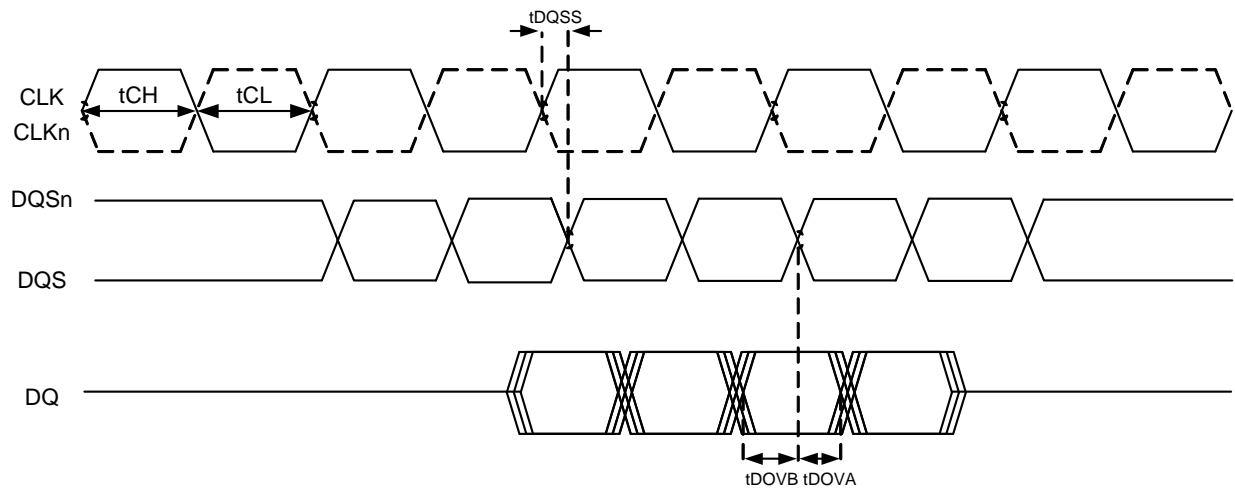 tDQSS
CLK
tCH
tCL
CLKn
DQSn
DQS
DQ
tDOVB tDOVA